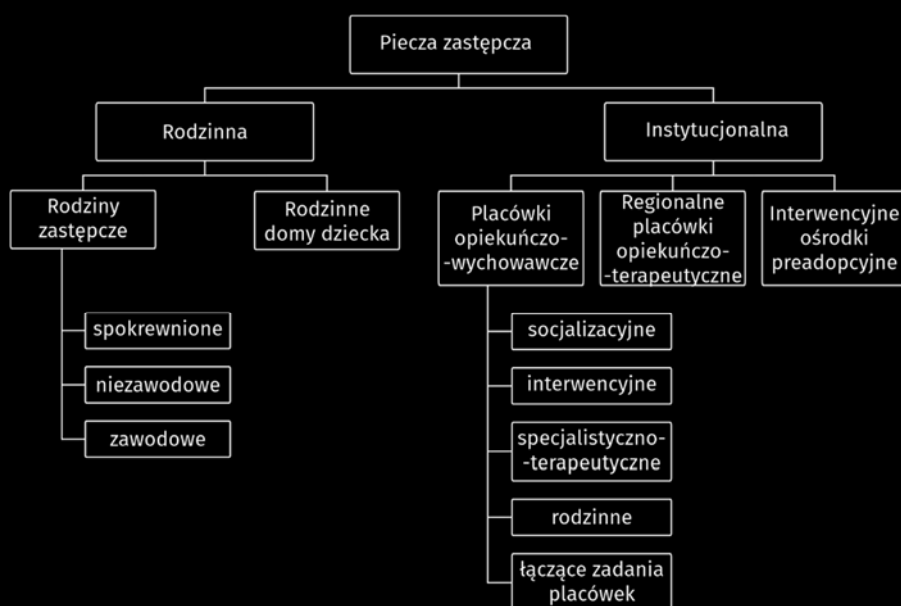 Piecza zastępcza
Rodzinna
Instytucjonalna
Rodziny
zastępcze
Rodzinne
domy dziecka
Placówki
opiekuńczo-
-wychowawcze
Regionalne
placówki
opiekuńczo-
-terapeutyczne
Interwencyjne
ośrodki
preadopcyjne
spokrewnione
niezawodowe
zawodowe
socjalizacyjne
interwencyjne
specjalistyczno-
-terapeutyczne
rodzinne
łączące zadania
placówek